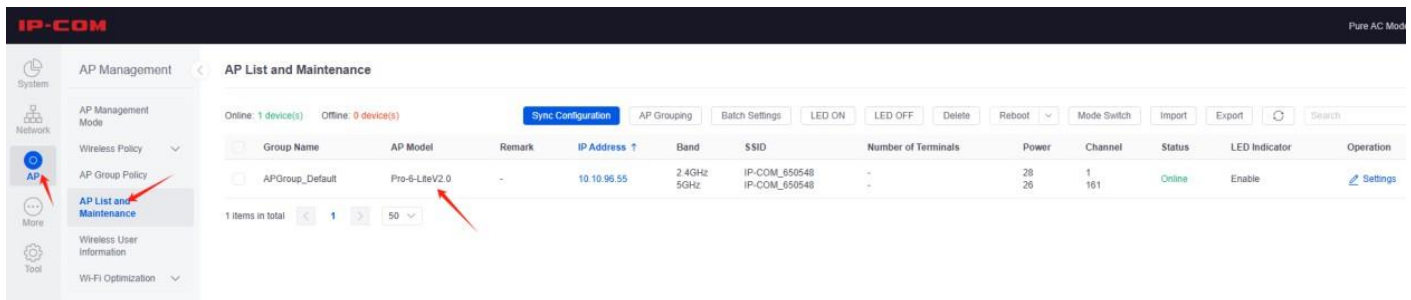 IP-COM
Pure AC Mode
System
Network
AP
More
Tool
AP Management
AP Management
Mode
Wireless Policy
AP Group Policy
AP List and
Maintenance
Wireless User
Information
Wi-Fi Optimization
AP List and Maintenance
Online: 1 device(s) Offline: 0 device(s) Sync Configuration AP Grouping Batch Settings LED ON LED OFF Delete Reboot Mode Switch Import Export Search
Group Name AP Model Remark IP Address ↑ Band SSID Number of Terminals Power Channel Status LED Indicator Operation
APGroup_Default Pro-6-LiteV2.0 - 10.10.96.55 2.4GHz IP-COM_650548 - 28 1 Online Enable Settings
5GHz IP-COM_650548 - 26 161
1 items in total < 1 > 50